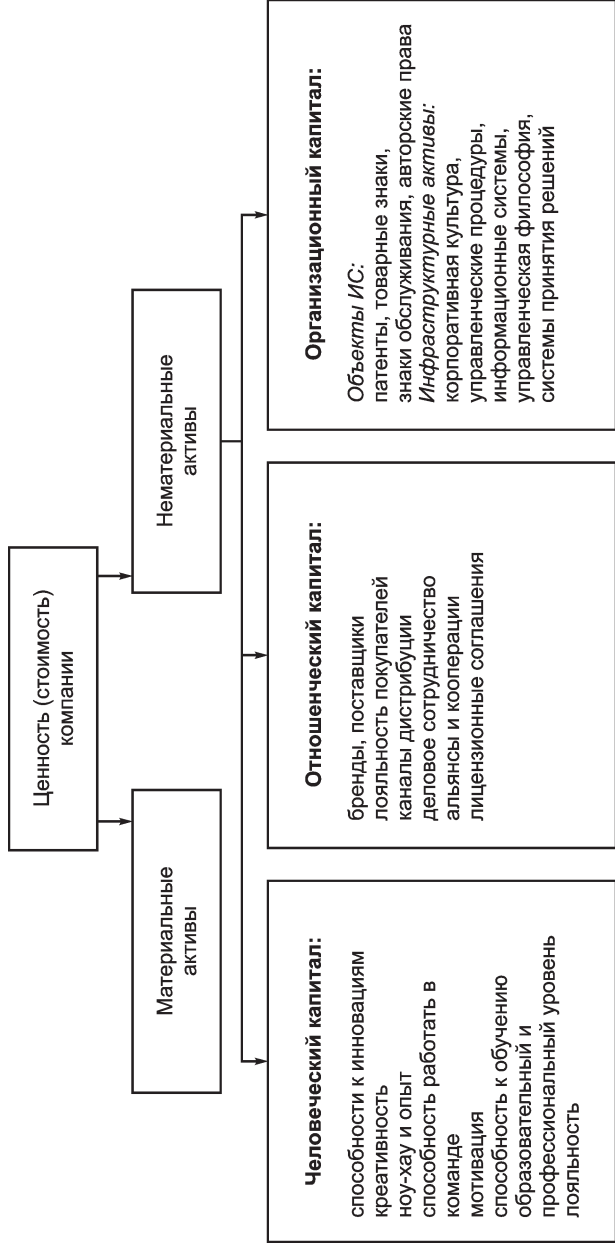 Ценность (стоимость)
компании
Материальные
активы
Нематериальные
активы
Человеческий капитал:
способности к инновациям
креативность
ноу-хау и опыт
способность работать в
команде
мотивация
способность к обучению
образовательный и
профессиональный уровень
лояльность
Отношенческий капитал:
бренды, поставщики
лояльность покупателей
каналы дистрибуции
деловое сотрудничество
альянсы и кооперации
лицензионные соглашения
Организационный капитал:
Объекты ИС:
патенты, товарные знаки,
знаки обслуживания, авторские права
Инфраструктурные активы:
корпоративная культура,
управленческие процедуры,
информационные системы,
управленческая философия,
системы принятия решений